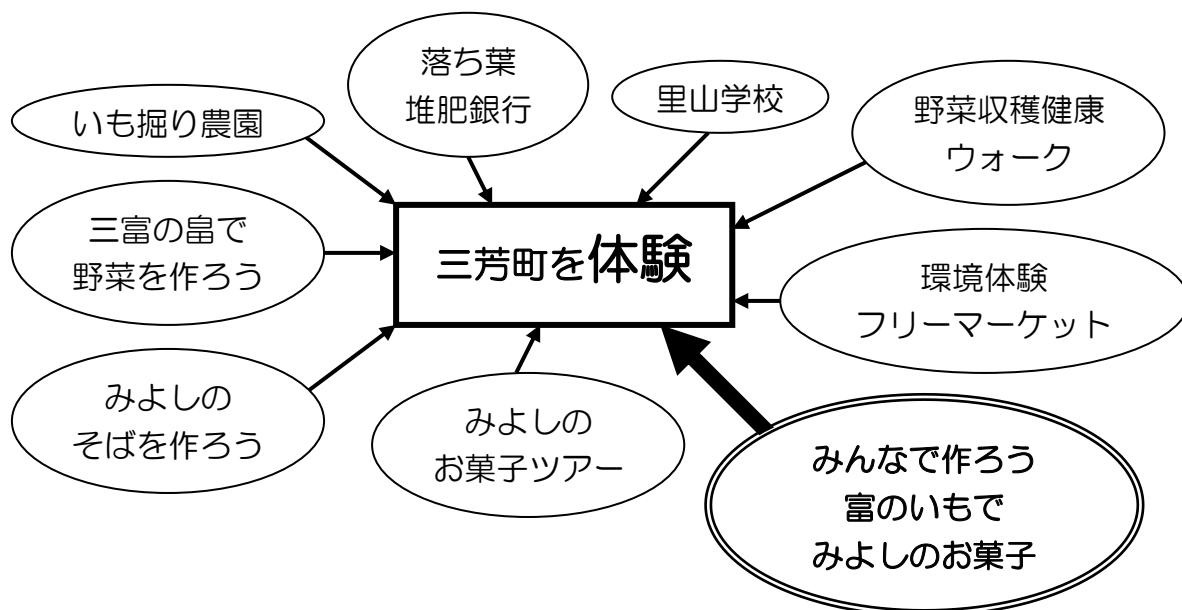 落ち葉
堆肥銀行
里山学校
野菜収穫健康
ウォーク
いも掘り農園
三富の畠で
野菜を作ろう
三芳町を体験
環境体験
フリーマーケット
みよしの
そばを作ろう
みよしの
お菓子ツアー
みんなで作ろう
富のいもで
みよしのお菓子